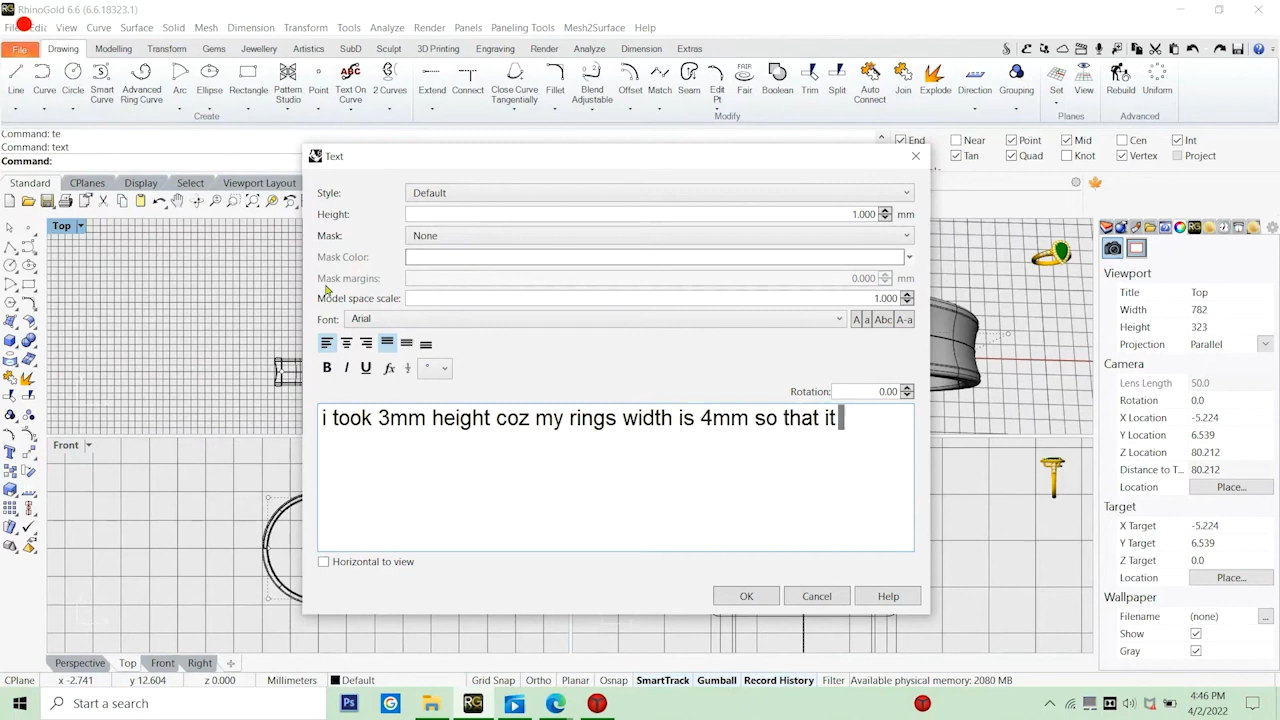 RG RhinoGold 6.6 (6.6.18323.1)
File Edit View Curve Surface Solid Mesh Dimension Transform Tools Analyze Render Panels Paneling Tools Mesh2Surface Help
File Drawing Modelling Transform Gems Jewellery Artistics SubD Sculpt 3D Printing Engraving Render Analyze Dimension Extras
Line Curve Circle Smart Curve Advanced Ring Curve Arc Ellipse Rectangle Pattern Studio Point Text On Curve 2 Curves Extend Connect Close Curve Tangentially Fillet Blend Adjustable Offset Match Seam Edit Pt Fair Boolean Trim Split Auto Connect Join Explode Direction Grouping Set View Rebuild Uniform
Create Modify Planes Advanced
Command: te
Command: text
Command:
End Near Point Mid Cen Int
Tan Quad Knot Vertex Project
Standard CPlanes Display Select Viewport Layout
Top
Text
Style: Default
Height: 1.000 mm
Mask: None
Mask Color:
Mask margins: 0.000 mm
Model space scale: 1.000
Font: Arial
Rotation: 0.00
i took 3mm height coz my rings width is 4mm so that it
Horizontal to view
OK Cancel Help
Front
Viewport
Title Top
Width 782
Height 323
Projection Parallel
Camera
Lens Length 50.0
Rotation 0.0
X Location -5.224
Y Location 6.539
Z Location 80.212
Distance to T... 80.212
Location Place...
Target
X Target -5.224
Y Target 6.539
Z Target 0.0
Location Place...
Wallpaper
Filename (none) ...
Show
Gray
Perspective Top Front Right
CPlane x -2.741 y 12.604 z 0.000 Millimeters Default Grid Snap Ortho Planar Osnap SmartTrack Gumball Record History Filter Available physical memory: 2080 MB
Start a search
4:46 PM
4/2/2022